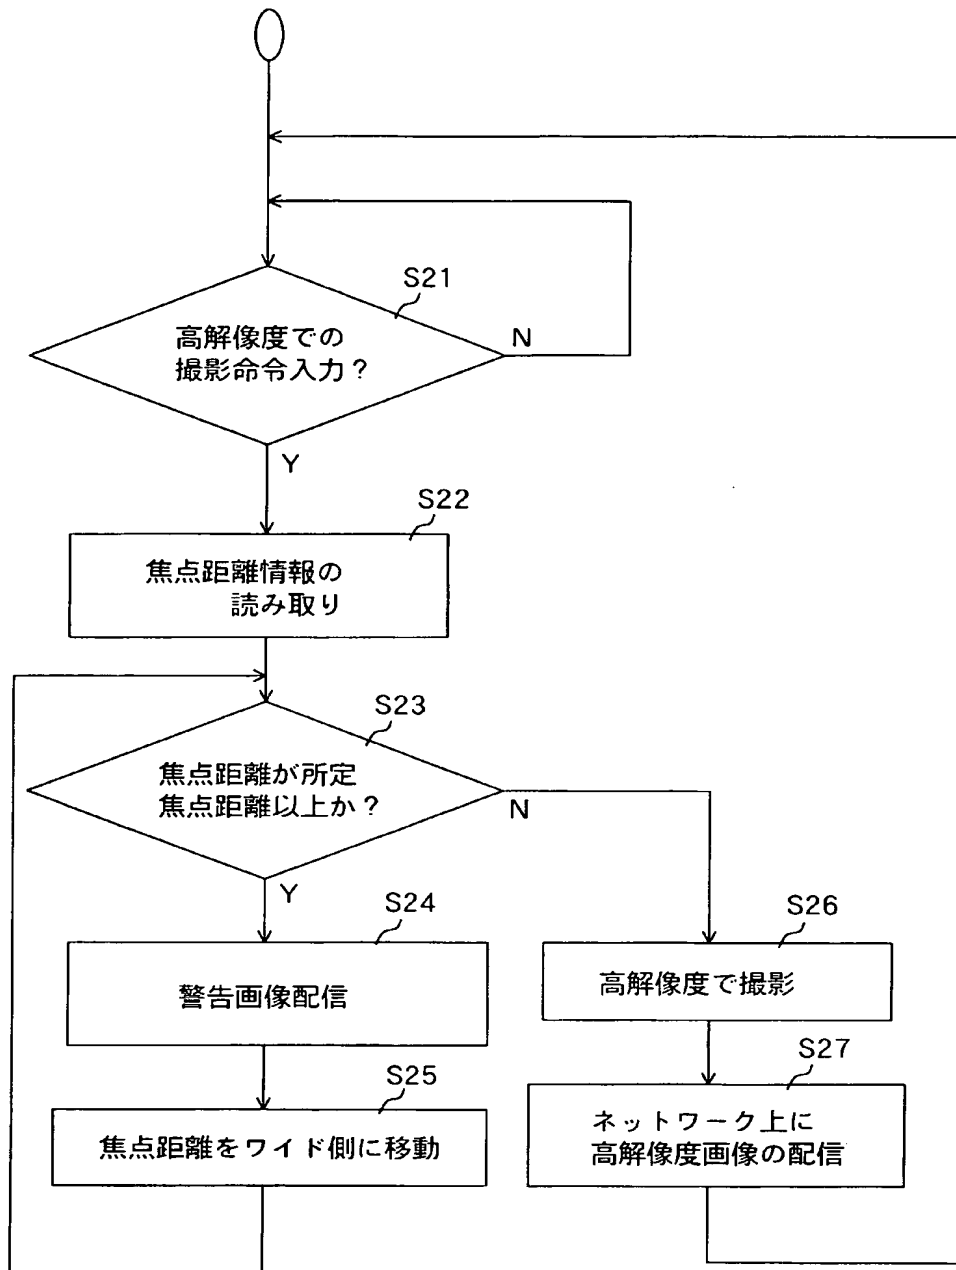 S21
高解像度での
撮影命令入力？
N
Y
S22
焦点距離情報の
読み取り
S23
焦点距離が所定
焦点距離以上か？
N
Y
S24
警告画像配信
S26
高解像度で撮影
S25
焦点距離をワイド側に移動
S27
ネットワーク上に
高解像度画像の配信